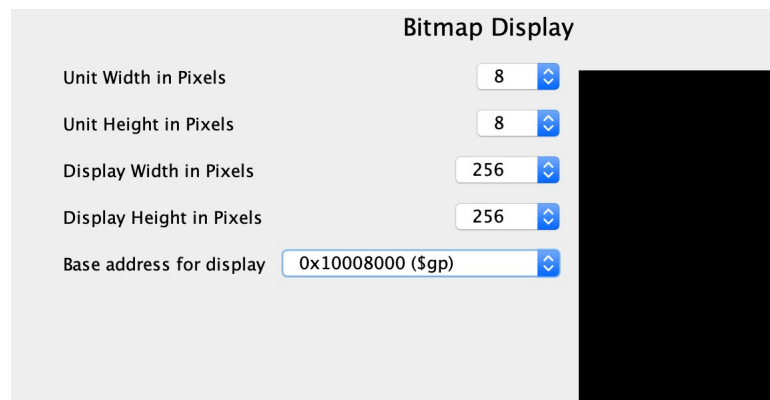 Bitmap Display
Unit Width in Pixels 8
Unit Height in Pixels 8
Display Width in Pixels 256
Display Height in Pixels 256
Base address for display 0x10008000 ($gp)